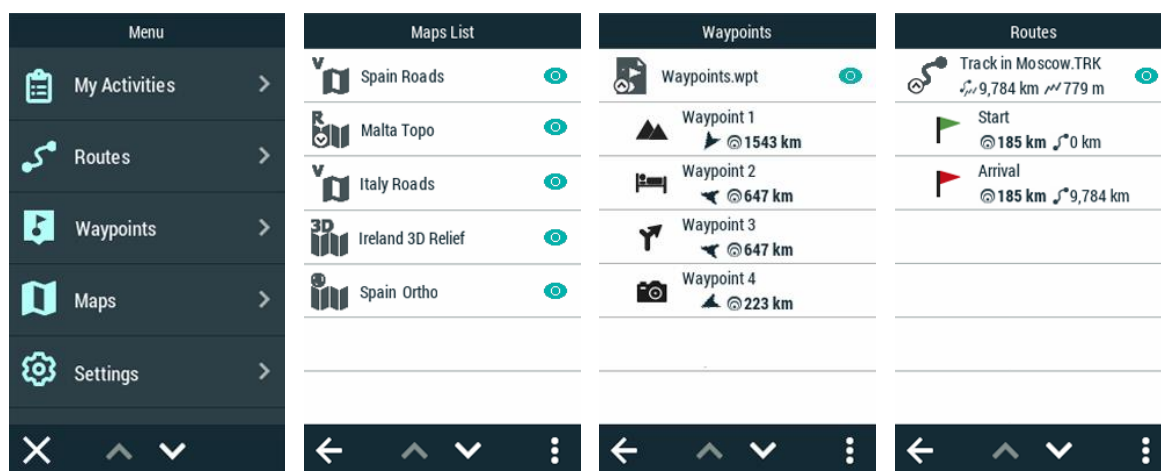 Menu
My Activities
Routes
Waypoints
Maps
Settings
Maps List
V
Spain Roads
R
Malta Topo
V
Italy Roads
3D
Ireland 3D Relief
Spain Ortho
Waypoints
Waypoints.wpt
Waypoint 1
1543 km
Waypoint 2
647 km
Waypoint 3
647 km
Waypoint 4
223 km
Routes
Track in Moscow.TRK
9,784 km 779 m
Start
185 km 0 km
Arrival
185 km 9,784 km